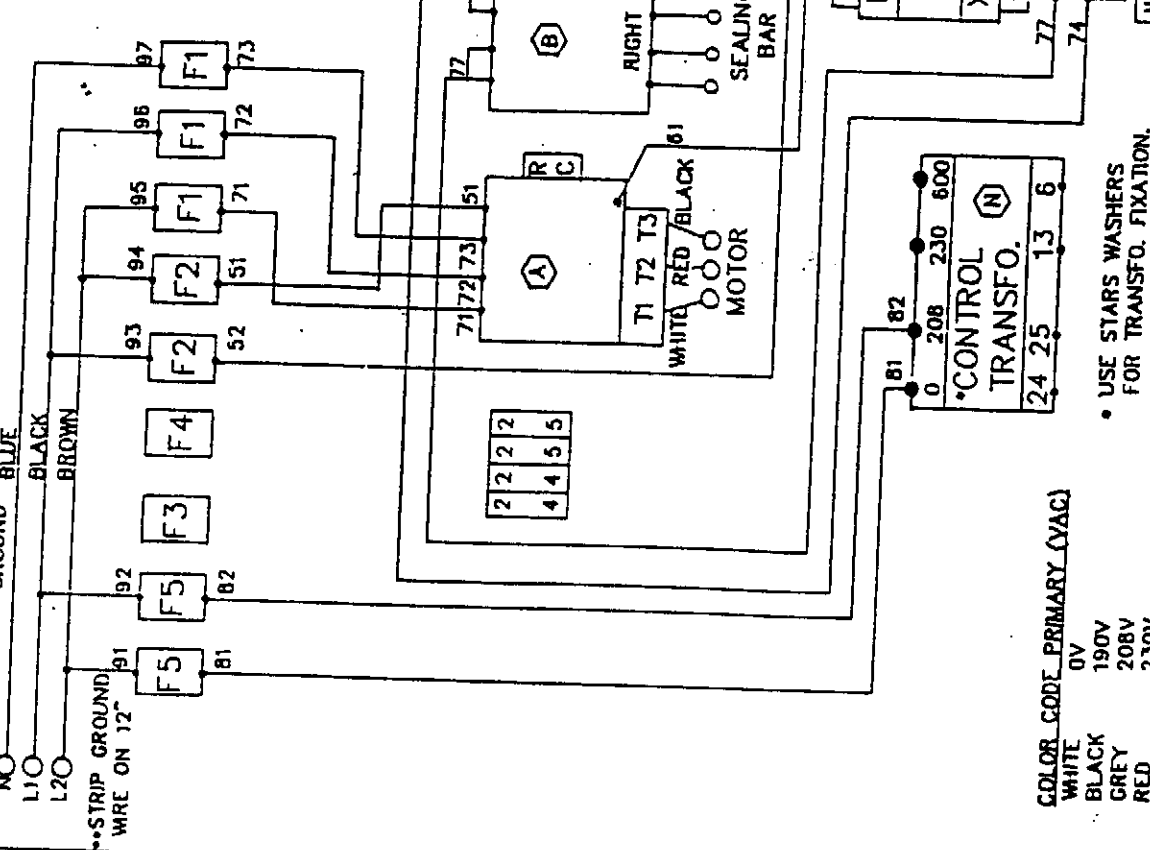 97
F1
73
96
F1
72
95
F1
71
94
F2
51
93
F2
52
F4
F3
92
F5
82
91
F5
81
BLUE
BLACK
BROWN
L1
L2
••STRIP GROUND
WIRE ON 12"
77
B
RIGHT
SEALING
BAR
R
C
51
73
72
71
A
61
BLACK
T1 T2 T3
WHITE
RED
MOTOR
2 2 2 2
4 4 5 5
77
74
81
82
0 208 230 600
•CONTROL
TRANSFO.
N
24 25 13 6
• USE STARS WASHERS
FOR TRANSFO. FIXATION.
COLOR CODE PRIMARY (VAC)
WHITE 0V
BLACK 190V
GREY 208V
RED 230V